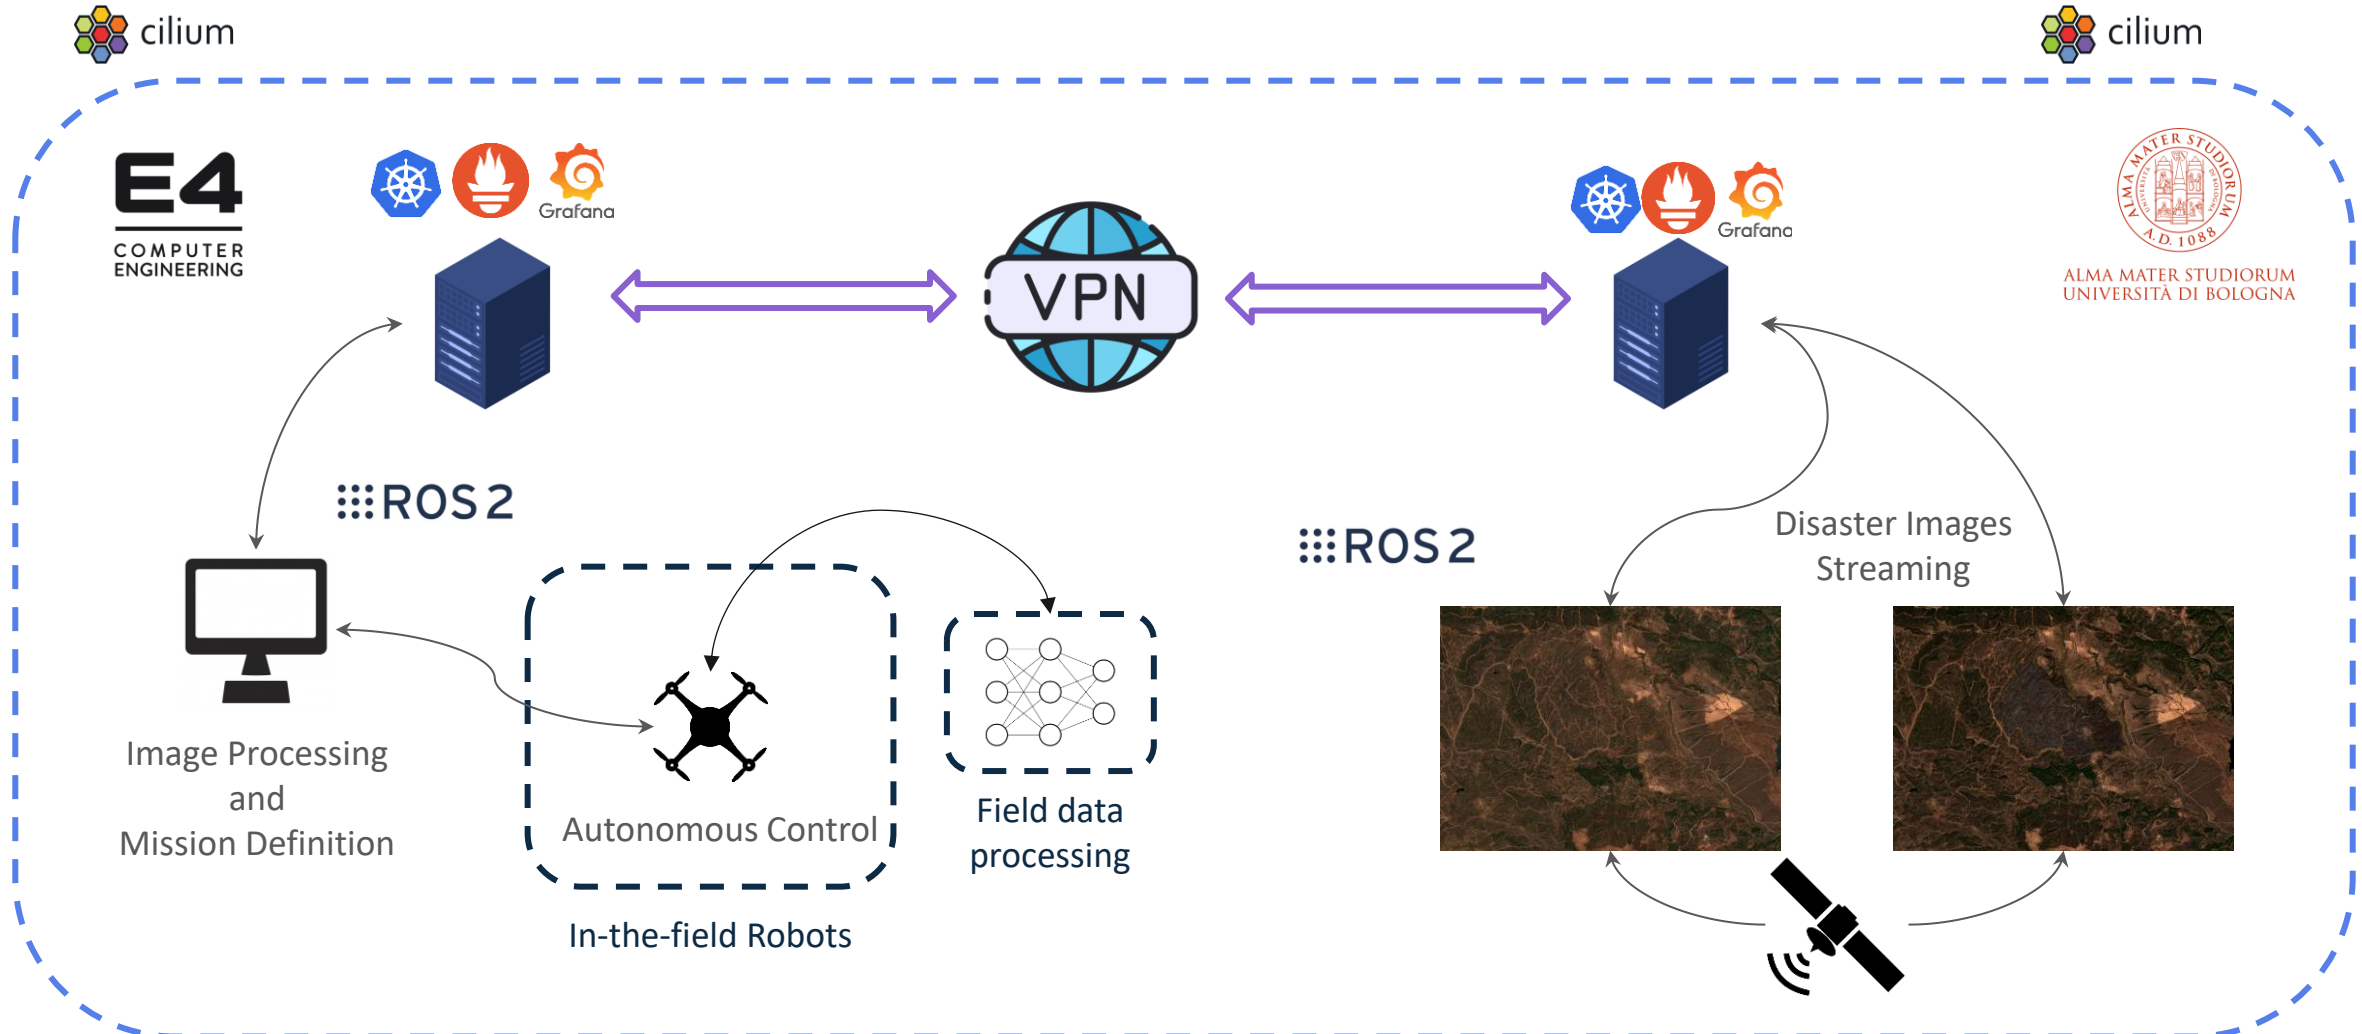 cilium
cilium
E4
COMPUTER
ENGINEERING
Grafana
Grafana
VPN
ALMA MATER STUDIORUM
A.D. 1088
ALMA MATER STUDIORUM
UNIVERSITÀ DI BOLOGNA
ROS 2
ROS 2
Disaster Images
Streaming
Image Processing
and
Mission Definition
Autonomous Control
In-the-field Robots
Field data
processing